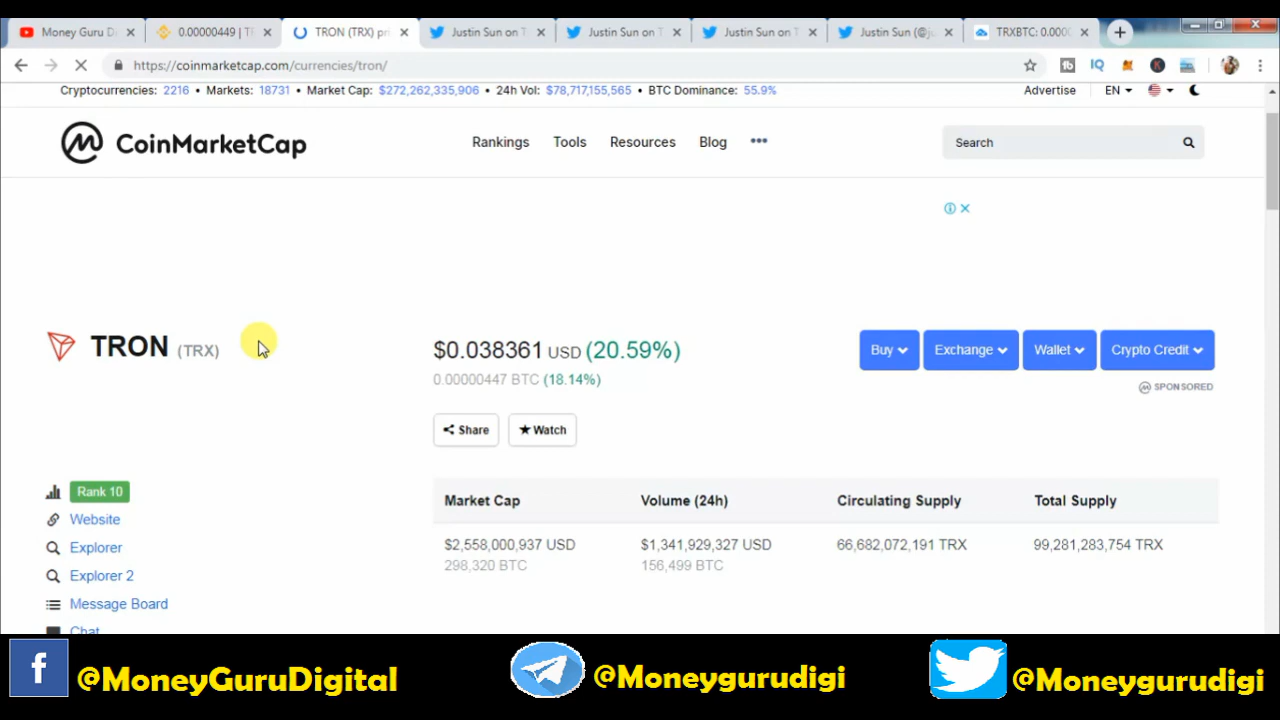 Money Guru Di
0.00000449 | T
TRON (TRX) pri
Justin Sun on T
Justin Sun on T
Justin Sun on T
Justin Sun (@j
TRXBTC: 0.000
https://coinmarketcap.com/currencies/tron/
Cryptocurrencies: 2216 • Markets: 18731 • Market Cap: $272,262,335,906 • 24h Vol: $78,717,155,565 • BTC Dominance: 55.9%
Advertise EN
CoinMarketCap
Rankings Tools Resources Blog •••
Search
TRON (TRX)
$0.038361 USD (20.59%)
0.00000447 BTC (18.14%)
Buy Exchange Wallet Crypto Credit
SPONSORED
Share Watch
Rank 10
Website
Explorer
Explorer 2
Message Board
Chat
Market Cap Volume (24h) Circulating Supply Total Supply
$2,558,000,937 USD $1,341,929,327 USD 66,682,072,191 TRX 99,281,283,754 TRX
298,320 BTC 156,499 BTC
@MoneyGuruDigital @Moneygurudigi @Moneygurudigi